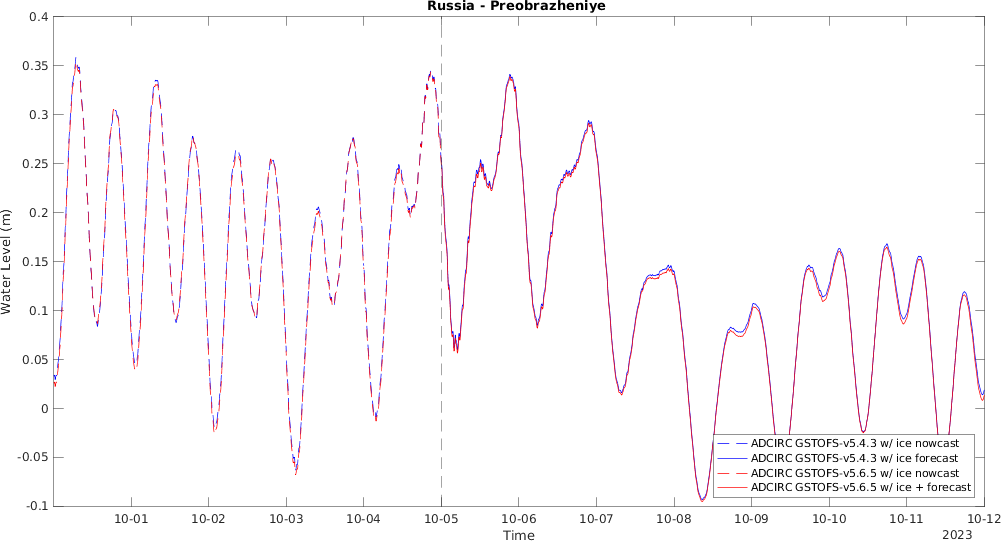 Russia - Preobrazheniye
0.4
0.35
0.3
0.25
0.2
0.15
0.1
0.05
0
-0.05
-0.1
Water Level (m)
ADCIRC GSTOFS-v5.4.3 w/ ice nowcast
ADCIRC GSTOFS-v5.4.3 w/ ice forecast
ADCIRC GSTOFS-v5.6.5 w/ ice nowcast
ADCIRC GSTOFS-v5.6.5 w/ ice + forecast
10-01 10-02 10-03 10-04 10-05 10-06 10-07 10-08 10-09 10-10 10-11 10-12
Time
2023